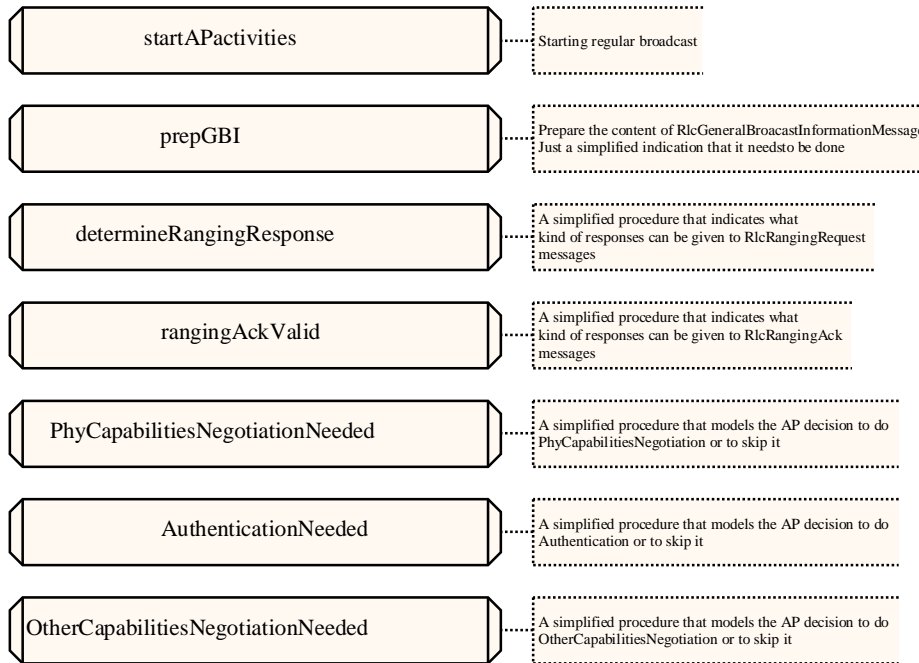 startAPactivities
Starting regular broadcast
prepGBI
Prepare the content of RlcGeneralBroacastInformationMessage
Just a simplified indication that it needsto be done
determineRangingResponse
A simplified procedure that indicates what
kind of responses can be given to RlcRangingRequest
messages
rangingAckValid
A simplified procedure that indicates what
kind of responses can be given to RlcRangingAck
messages
PhyCapabilitiesNegotiationNeeded
A simplified procedure that models the AP decision to do
PhyCapabilitiesNegotiation or to skip it
AuthenticationNeeded
A simplified procedure that models the AP decision to do
Authentication or to skip it
OtherCapabilitiesNegotiationNeeded
A simplified procedure that models the AP decision to do
OtherCapabilitiesNegotiation or to skip it